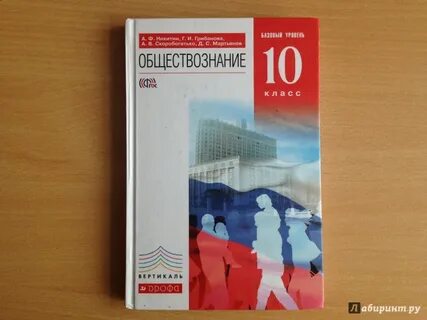 А. Ф. Никитин, Г. И. Грибанова,
А. В. Скоробогатько, Д. С. Мартьянов
ОБЩЕСТВОЗНАНИЕ
БАЗОВЫЙ УРОВЕНЬ
10
класс
ВЕРТИКАЛЬ
дрофа
Лабиринт.ру